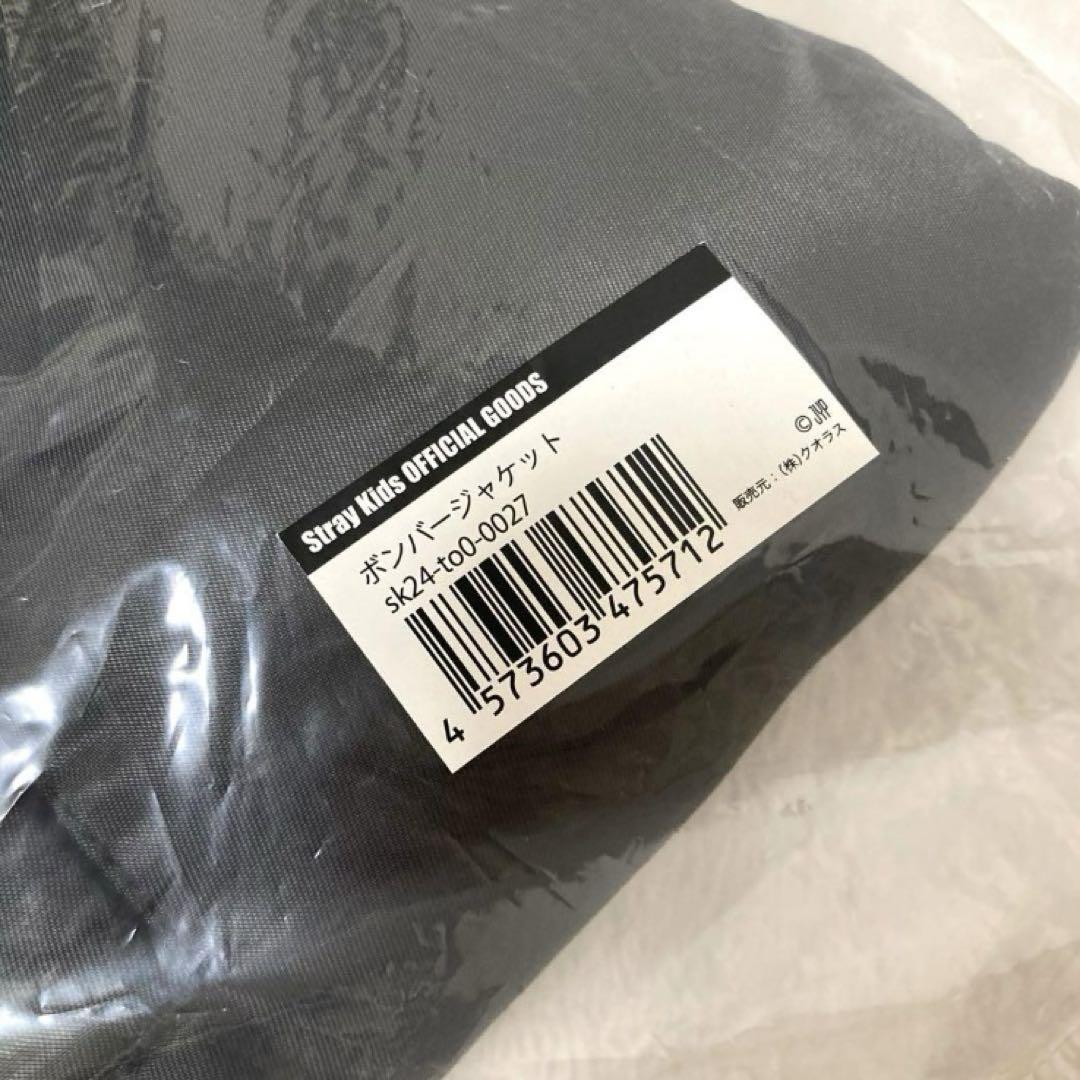 Stray Kids OFFICIAL GOODS
ボンバージャケット
sk24-to0-0027
4 573603 475712
© JYP
販売元:(株)クオラス